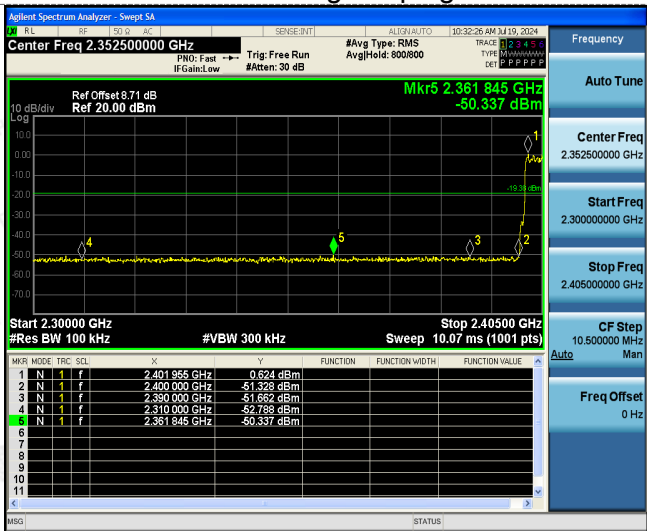 Agilent Spectrum Analyzer - Swept SA
RL RF 50 Ω AC SENSE:INT ALIGN AUTO 10:32:26 AM Jul 19, 2024
Center Freq 2.352500000 GHz
PNO: Fast
IFGain:Low
Trig: Free Run
#Atten: 30 dB
#Avg Type: RMS
Avg|Hold: 800/800
TRACE 1 2 3 4 5 6
TYPE M
DET P P P P P P
Ref Offset 8.71 dB
Ref 20.00 dBm
10 dB/div
Log
Mkr5 2.361 845 GHz
-50.337 dBm
10.0
0.00
-10.0
-20.0
-30.0
-40.0
-50.0
-60.0
-70.0
1
4
5
3
2
Start 2.30000 GHz
#Res BW 100 kHz
#VBW 300 kHz
Stop 2.40500 GHz
Sweep 10.07 ms (1001 pts)
MKR MODE TRC SCL X Y FUNCTION FUNCTION WIDTH FUNCTION VALUE
1 N 1 f 2.401 955 GHz 0.624 dBm
2 N 1 f 2.400 000 GHz -51.328 dBm
3 N 1 f 2.390 000 GHz -51.662 dBm
4 N 1 f 2.310 000 GHz -52.788 dBm
5 N 1 f 2.361 845 GHz -50.337 dBm
6
7
8
9
10
11
MSG STATUS
Frequency
Auto Tune
Center Freq
2.352500000 GHz
Start Freq
2.300000000 GHz
Stop Freq
2.405000000 GHz
CF Step
10.500000 MHz
Auto Man
Freq Offset
0 Hz